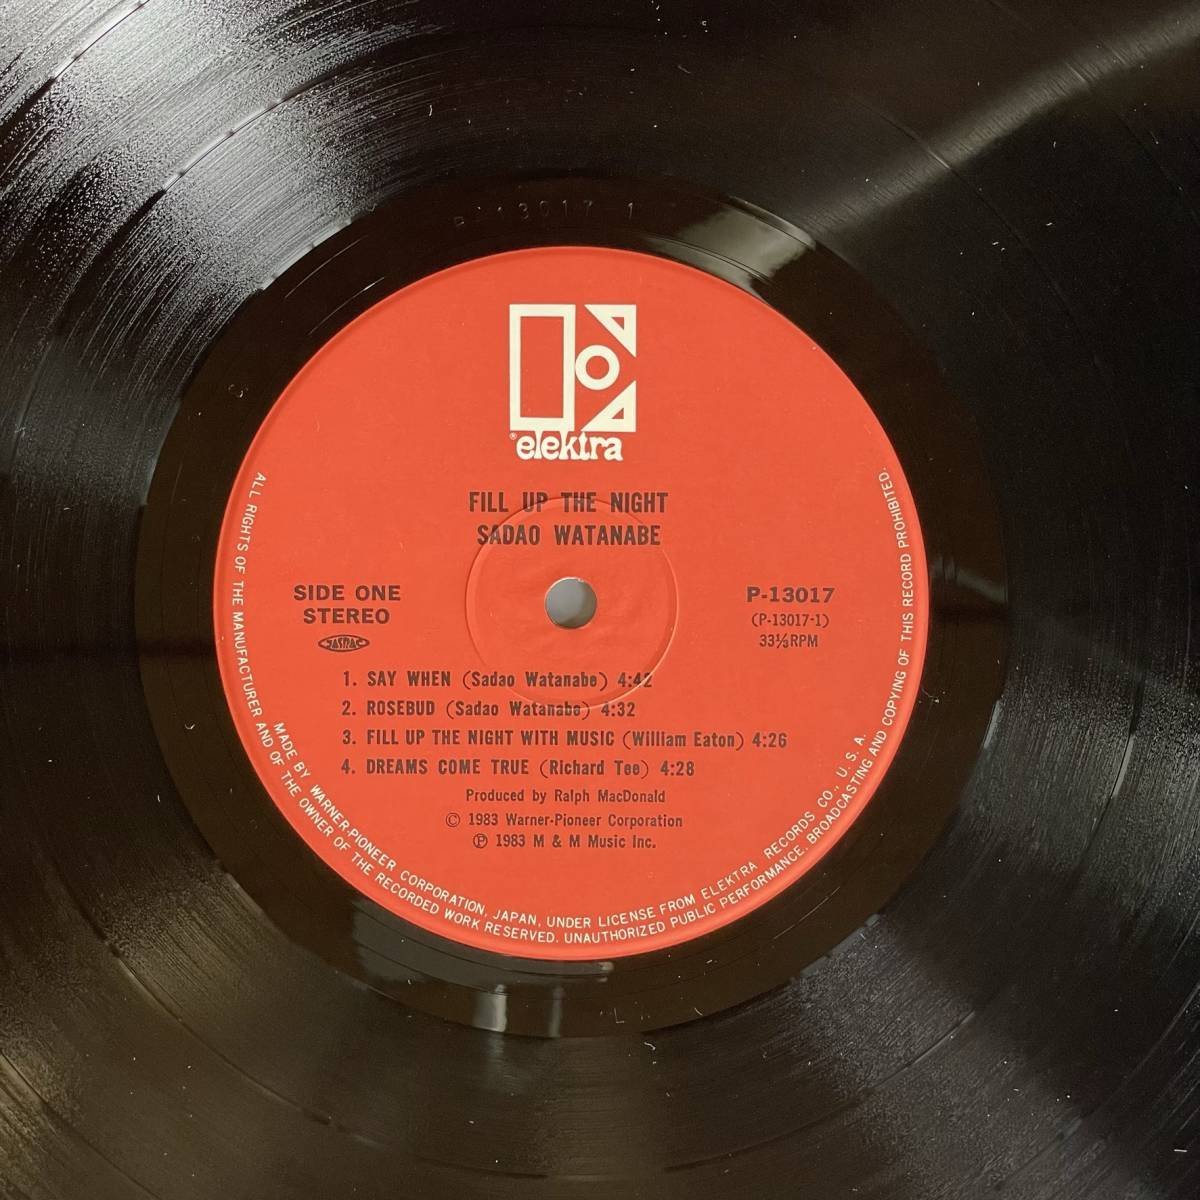 P-13017-1
® elektra
FILL UP THE NIGHT
SADAO WATANABE
SIDE ONE
STEREO
JASRAC
P-13017
(P-13017-1)
33⅓RPM
1. SAY WHEN (Sadao Watanabe) 4:42
2. ROSEBUD (Sadao Watanabe) 4:32
3. FILL UP THE NIGHT WITH MUSIC (William Eaton) 4:26
4. DREAMS COME TRUE (Richard Tee) 4:28
Produced by Ralph MacDonald
© 1983 Warner-Pioneer Corporation
℗ 1983 M & M Music Inc.
MADE BY WARNER-PIONEER CORPORATION, JAPAN, UNDER LICENSE FROM ELEKTRA RECORDS CO., U. S. A.
ALL RIGHTS OF THE MANUFACTURER AND OF THE OWNER OF THE RECORDED WORK RESERVED. UNAUTHORIZED PUBLIC PERFORMANCE, BROADCASTING AND COPYING OF THIS RECORD PROHIBITED.